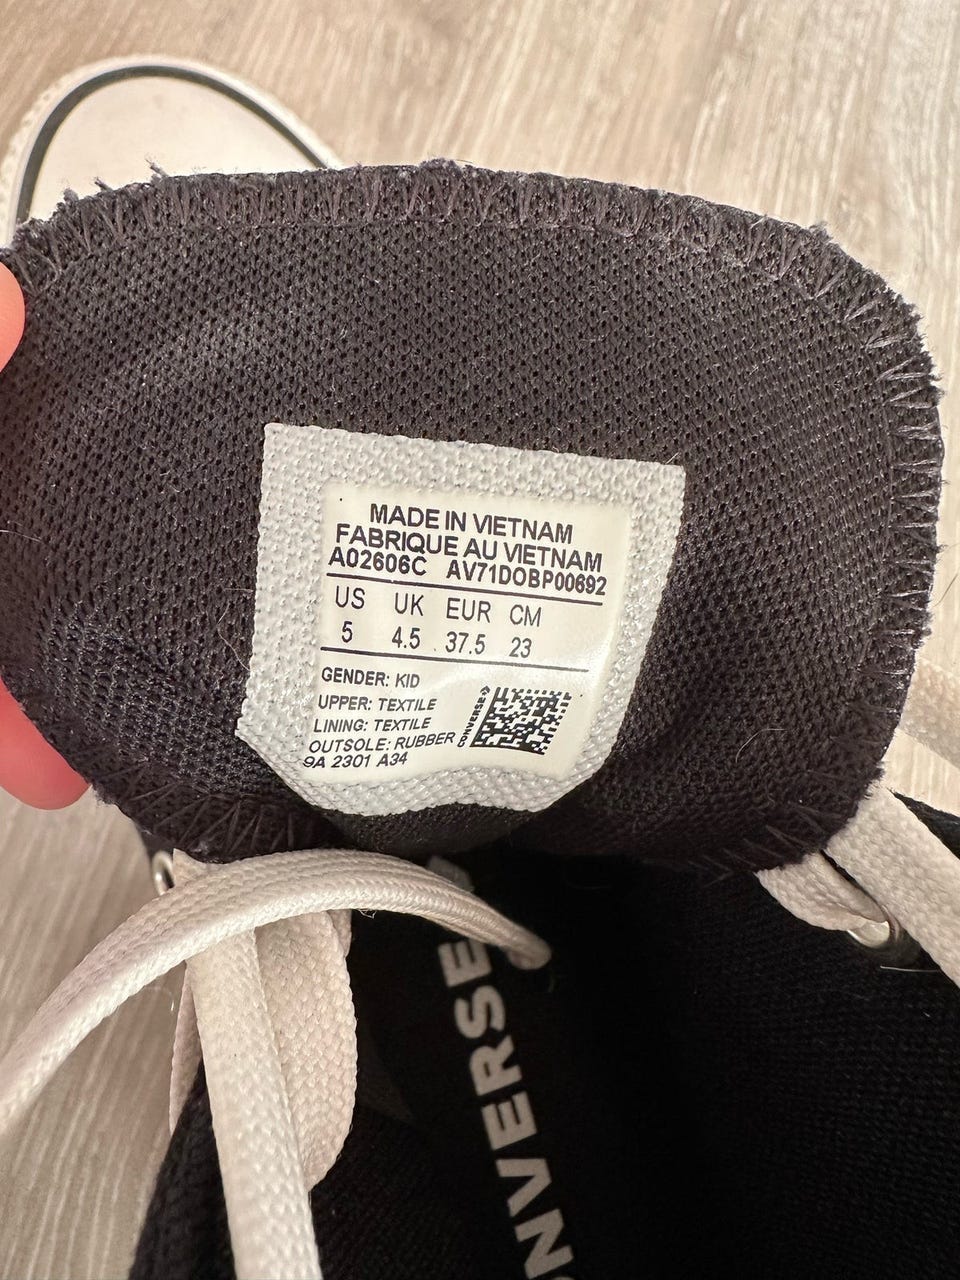 MADE IN VIETNAM
FABRIQUE AU VIETNAM
A02606C AV71DOBP00692
US UK EUR CM
5 4.5 37.5 23
GENDER: KID
UPPER: TEXTILE
LINING: TEXTILE
OUTSOLE: RUBBER
9A 2301 A34
CONVERSE
ONVERSE